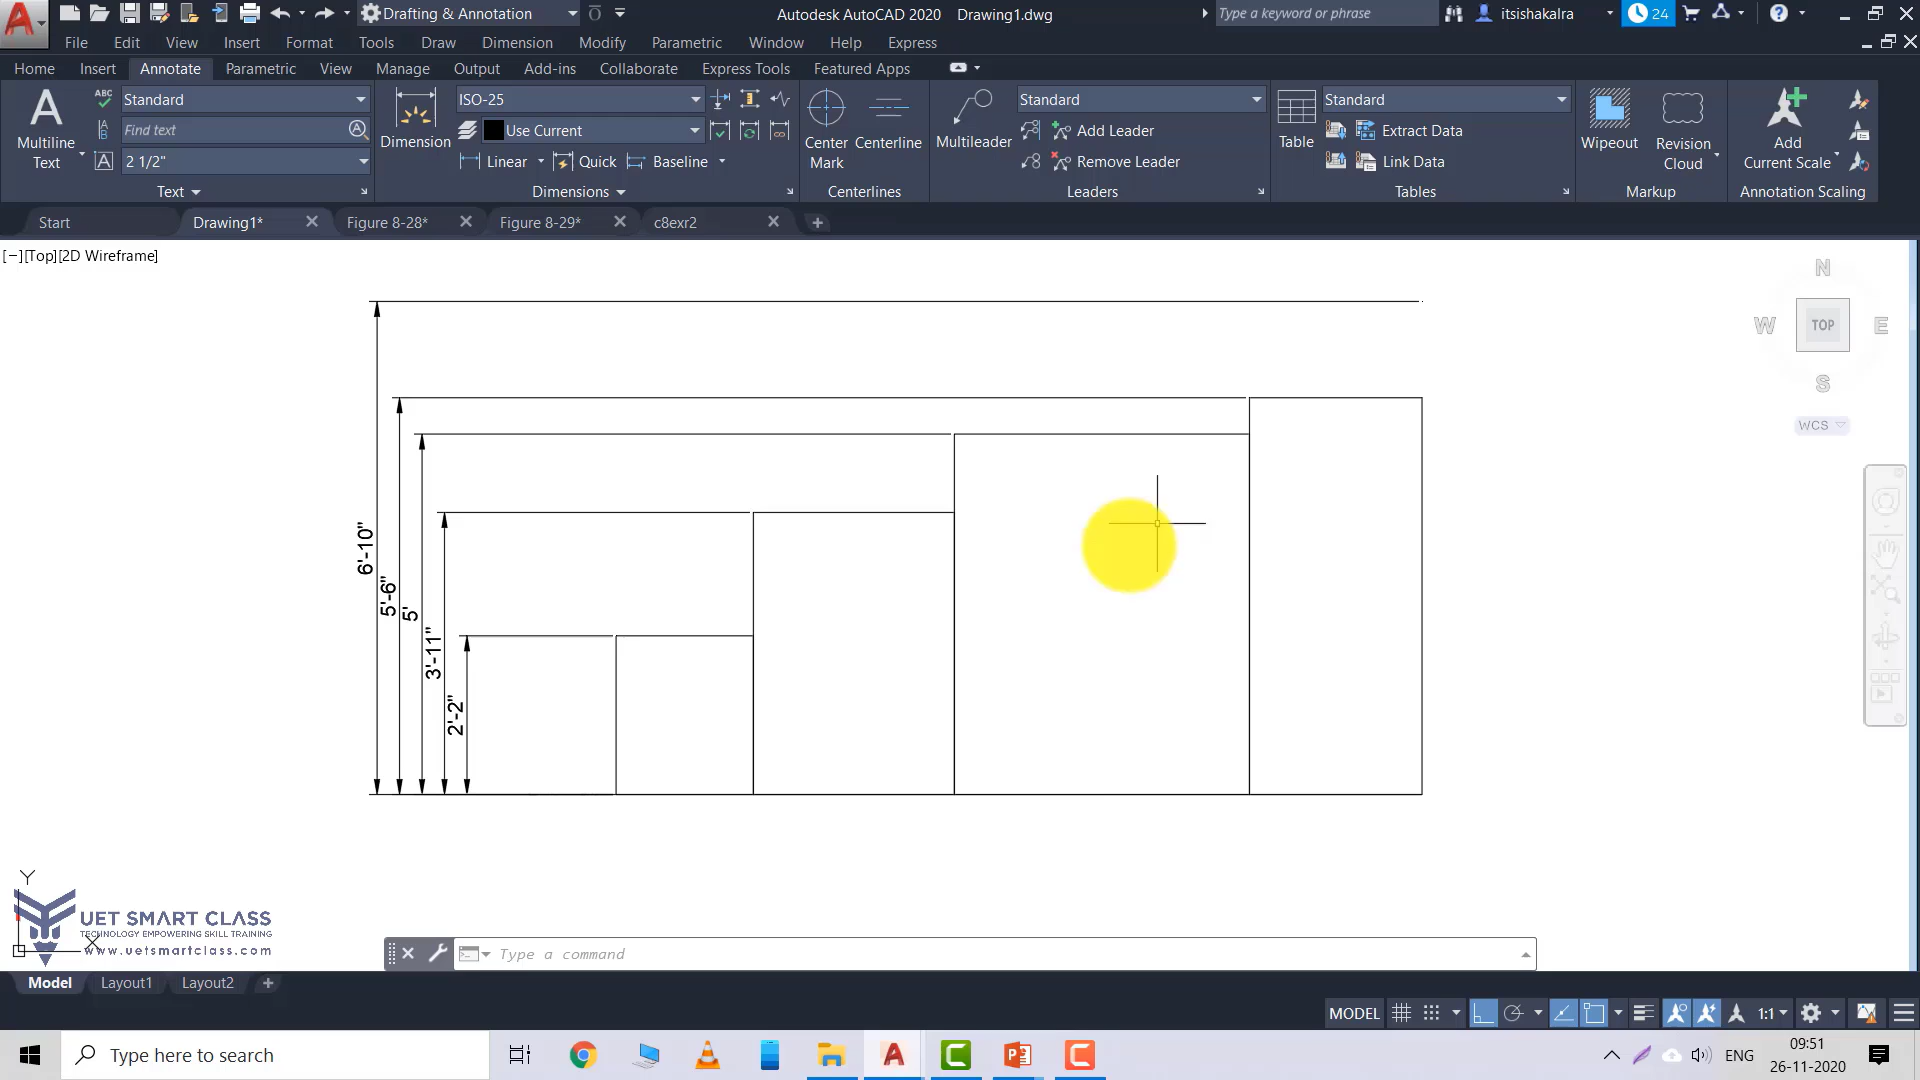 Drafting & Annotation
Autodesk AutoCAD 2020 Drawing1.dwg
Type a keyword or phrase
itsishakalra
24
File Edit View Insert Format Tools Draw Dimension Modify Parametric Window Help Express
Home Insert Annotate Parametric View Manage Output Add-ins Collaborate Express Tools Featured Apps
Multiline Text
ABC
Standard
Find text
2 1/2"
Text
Dimension
ISO-25
Use Current
Linear Quick Baseline
Dimensions
Center Mark
Centerline
Centerlines
Multileader
Standard
Add Leader
Remove Leader
Leaders
Table
Standard
Extract Data
Link Data
Tables
Wipeout
Revision Cloud
Markup
Add Current Scale
Annotation Scaling
Start Drawing1* Figure 8-28* Figure 8-29* c8exr2
[−][Top][2D Wireframe]
N
W TOP E
S
WCS
6'-10"
5'-6"
5'
3'-11"
2'-2"
Y
X
UET SMART CLASS
TECHNOLOGY EMPOWERING SKILL TRAINING
www.uetsmartclass.com
Type a command
Model Layout1 Layout2
MODEL
1:1
Type here to search
ENG
09:51
26-11-2020